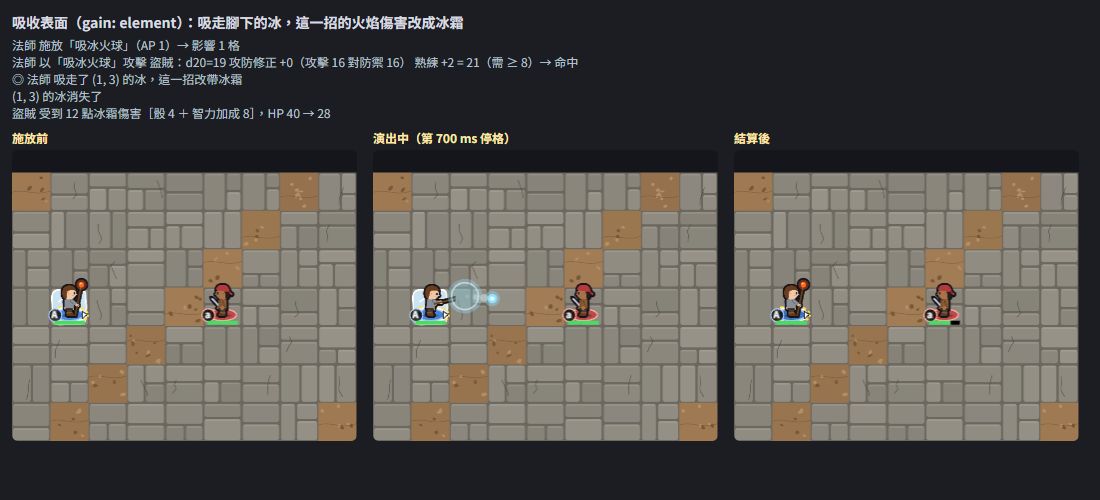 吸收表面（gain: element）：吸走腳下的冰，這一招的火焰傷害改成冰霜
法師 施放「吸冰火球」（AP 1）→ 影響 1 格
法師 以「吸冰火球」攻擊 盜賊：d20=19 攻防修正 +0（攻擊 16 對防禦 16） 熟練 +2 = 21（需 ≥ 8）→ 命中
◎ 法師 吸走了 (1, 3) 的冰，這一招改帶冰霜
(1, 3) 的冰消失了
盜賊 受到 12 點冰霜傷害［骰 4 ＋ 智力加成 8］，HP 40 → 28
施放前
演出中（第 700 ms 停格）
結算後
A
A
A